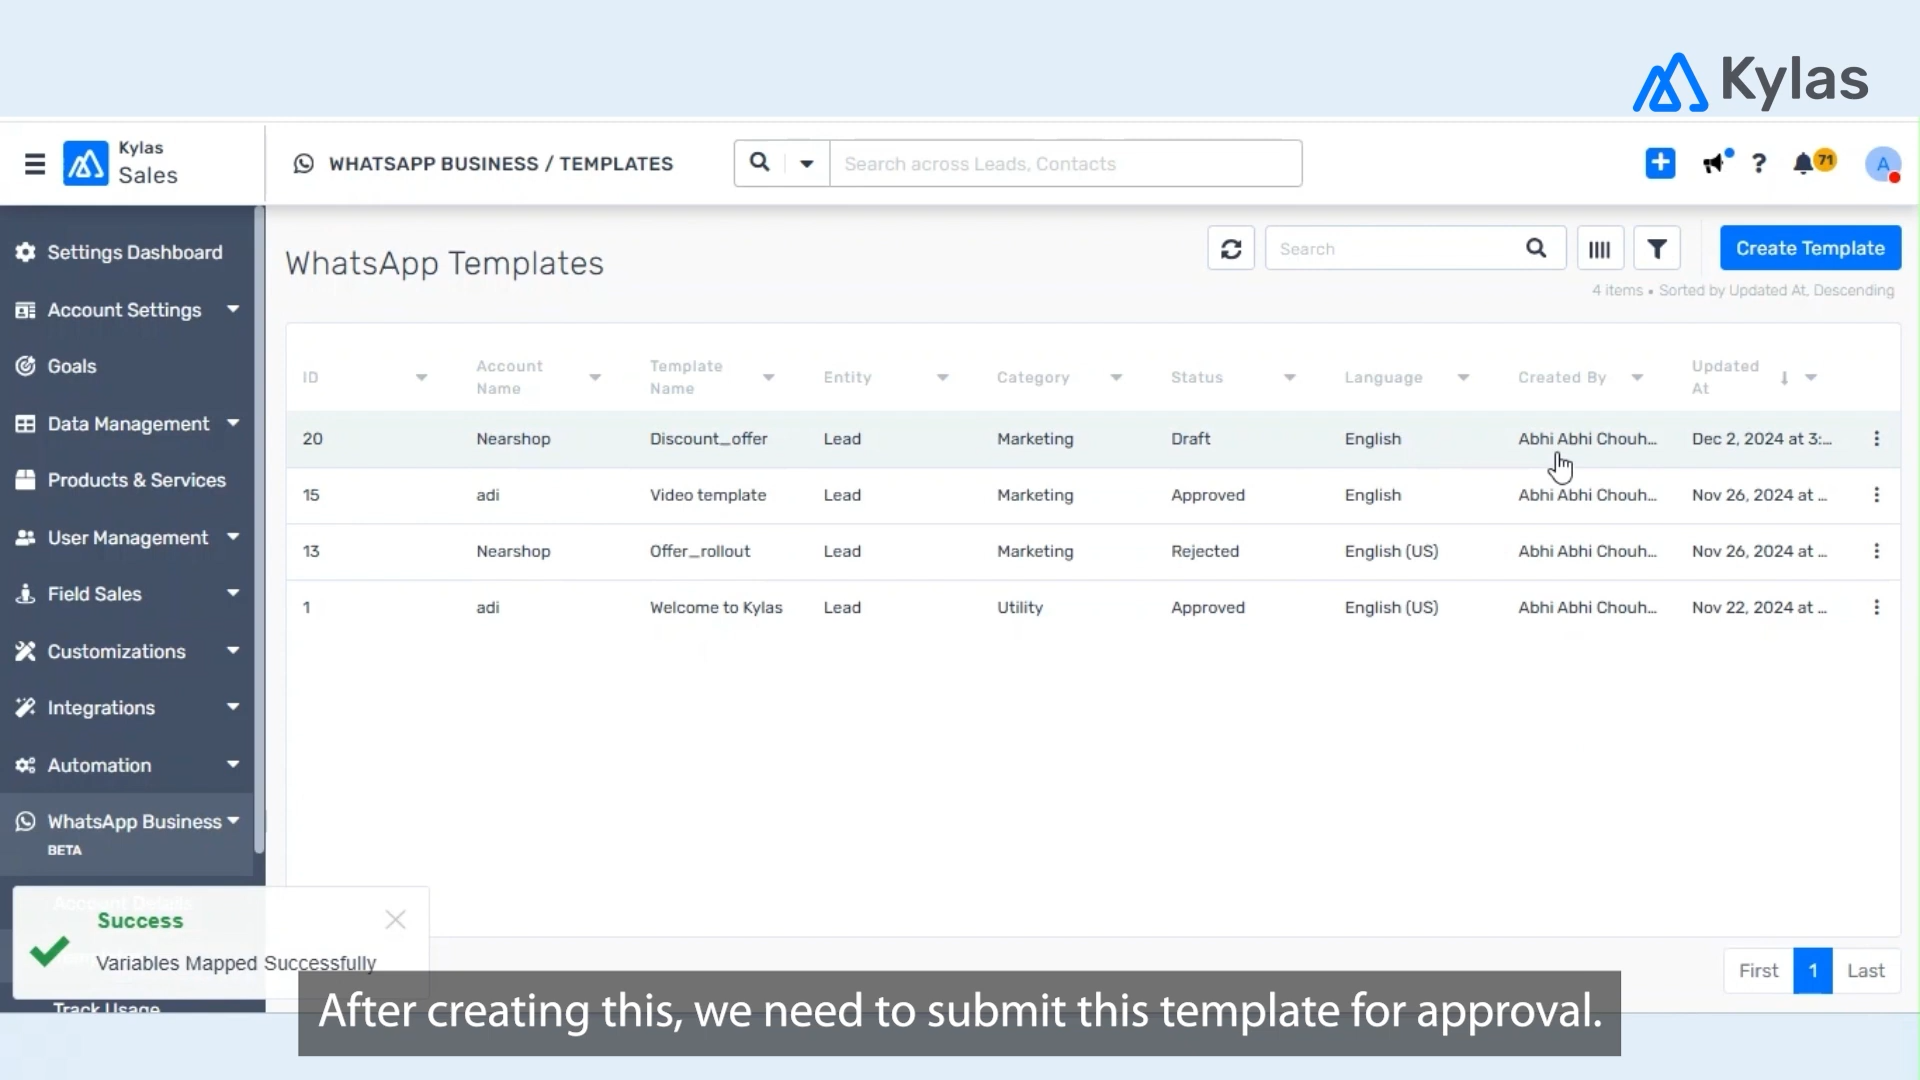 Kylas
Kylas
Sales
WHATSAPP BUSINESS / TEMPLATES
Search across Leads, Contacts
?
71
A
Settings Dashboard
Account Settings
Goals
Data Management
Products & Services
User Management
Field Sales
Customizations
Integrations
Automation
WhatsApp Business
BETA
Account Details
Track Usage
WhatsApp Templates
Search
Create Template
4 items • Sorted by Updated At, Descending
ID Account Name Template Name Entity Category Status Language Created By Updated At
20 Nearshop Discount_offer Lead Marketing Draft English Abhi Abhi Chouh... Dec 2, 2024 at 3:...
15 adi Video template Lead Marketing Approved English Abhi Abhi Chouh... Nov 26, 2024 at ...
13 Nearshop Offer_rollout Lead Marketing Rejected English (US) Abhi Abhi Chouh... Nov 26, 2024 at ...
1 adi Welcome to Kylas Lead Utility Approved English (US) Abhi Abhi Chouh... Nov 22, 2024 at ...
Success
Variables Mapped Successfully
First 1 Last
After creating this, we need to submit this template for approval.